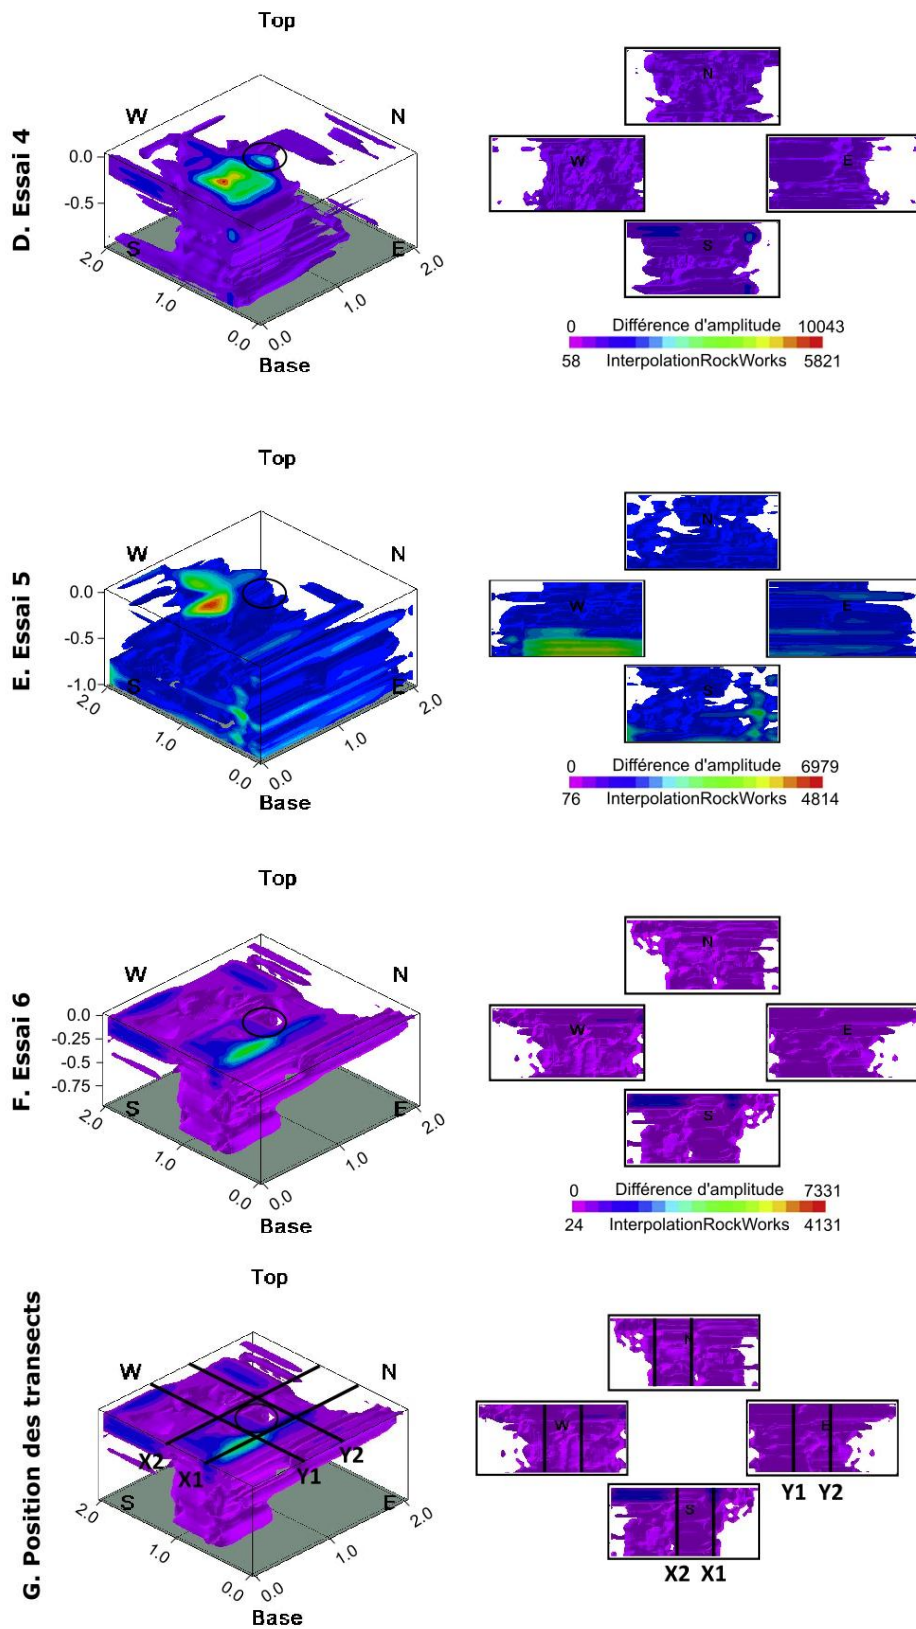 D. Essai 4
Top
W
N
0.0
-0.5
S
E
2.0
1.0
0.0
0.0
1.0
2.0
Base
N
W
E
S
0 Différence d'amplitude 10043
58 InterpolationRockWorks 5821
E. Essai 5
Top
W
N
0.0
-0.5
-1.0
S
E
2.0
1.0
0.0
0.0
1.0
2.0
Base
N
W
E
S
0 Différence d'amplitude 6979
76 InterpolationRockWorks 4814
F. Essai 6
Top
W
N
0.0
-0.25
-0.5
-0.75
S
E
2.0
1.0
0.0
0.0
1.0
2.0
Base
N
W
E
S
0 Différence d'amplitude 7331
24 InterpolationRockWorks 4131
G. Position des transects
Top
W
N
X2
X1
Y1
Y2
S
E
2.0
1.0
0.0
0.0
1.0
2.0
Base
N
W
E
Y1 Y2
S
X2 X1